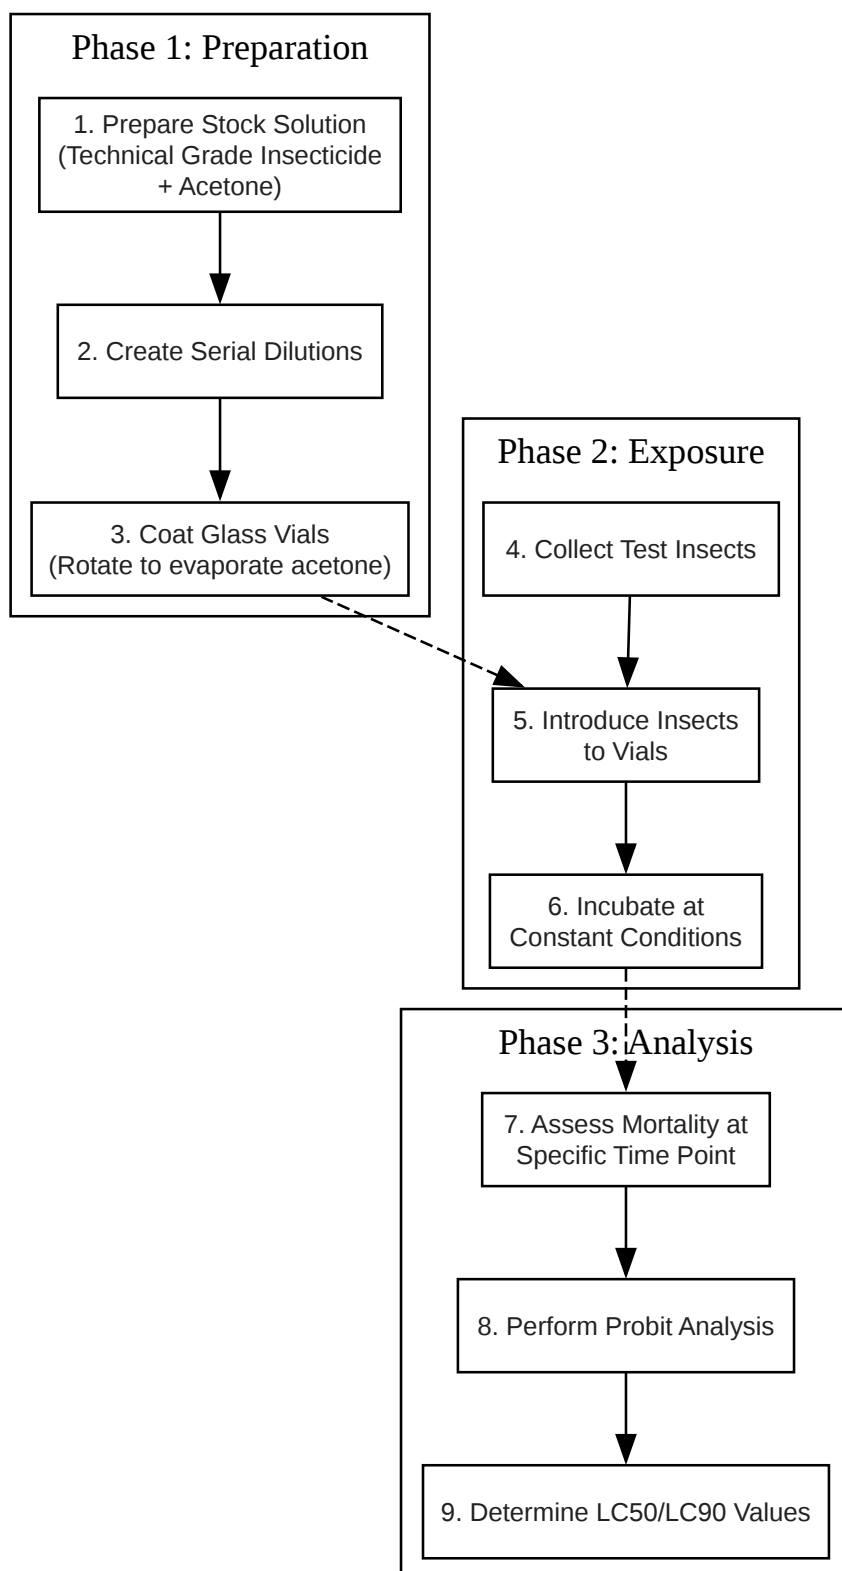 Phase 1: Preparation
1. Prepare Stock Solution
(Technical Grade Insecticide
+ Acetone)
2. Create Serial Dilutions
3. Coat Glass Vials
(Rotate to evaporate acetone)
Phase 2: Exposure
4. Collect Test Insects
5. Introduce Insects
to Vials
6. Incubate at
Constant Conditions
Phase 3: Analysis
7. Assess Mortality at
Specific Time Point
8. Perform Probit Analysis
9. Determine LC50/LC90 Values